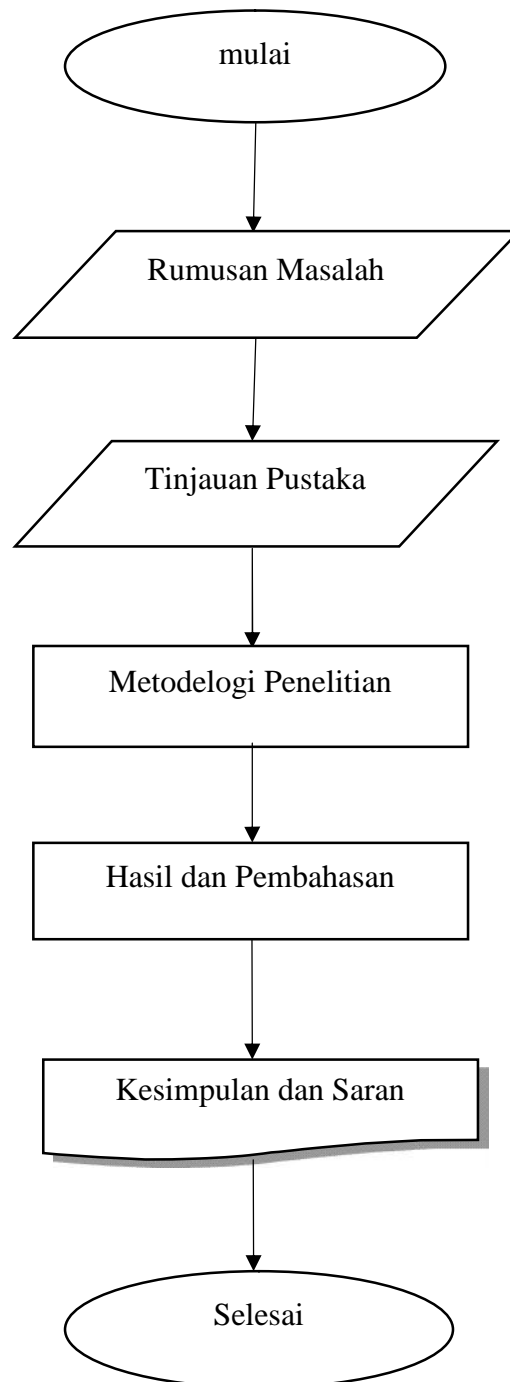 mulai
Rumusan Masalah
Tinjauan Pustaka
Metodelogi Penelitian
Hasil dan Pembahasan
Kesimpulan dan Saran
Selesai